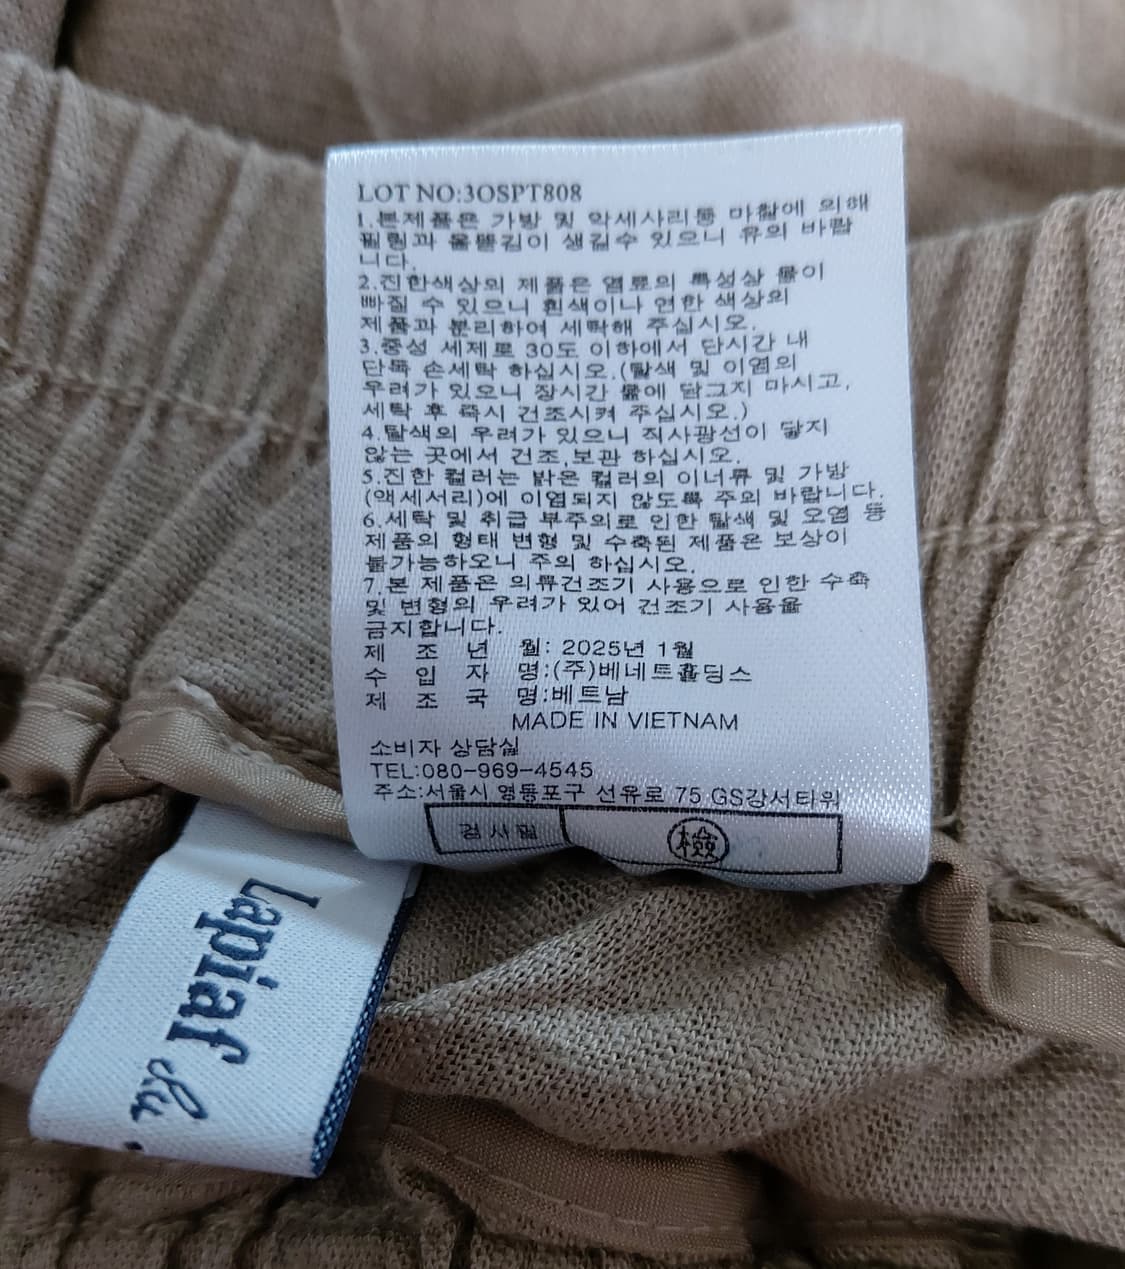 LOT NO:3OSPT808
1.본제품은 가방 및 악세사리등 마찰에 의해
필링과 올뜯김이 생길수 있으니 유의 바랍
니다.
2.진한색상의 제품은 염료의 특성상 물이
빠질 수 있으니 흰색이나 연한 색상의
제품과 분리하여 세탁해 주십시오.
3.중성 세제로 30도 이하에서 단시간 내
단독 손세탁 하십시오.(탈색 및 이염의
우려가 있으니 장시간 물에 담그지 마시고,
세탁 후 즉시 건조시켜 주십시오.)
4.탈색의 우려가 있으니 직사광선이 닿지
않는 곳에서 건조,보관 하십시오.
5.진한 컬러는 밝은 컬러의 이너류 및 가방
(액세서리)에 이염되지 않도록 주의 바랍니다.
6.세탁 및 취급 부주의로 인한 탈색 및 오염 등
제품의 형태 변형 및 수축된 제품은 보상이
불가능하오니 주의 하십시오.
7.본 제품은 의류건조기 사용으로 인한 수축
및 변형의 우려가 있어 건조기 사용을
금지합니다.
제 조 년 월: 2025년 1월
수 입 자 명:(주)베네트홀딩스
제 조 국 명:베트남
MADE IN VIETNAM
소비자 상담실
TEL:080-969-4545
주소:서울시 영등포구 선유로 75 GS강서타워
검사필 檢
Lapiaf